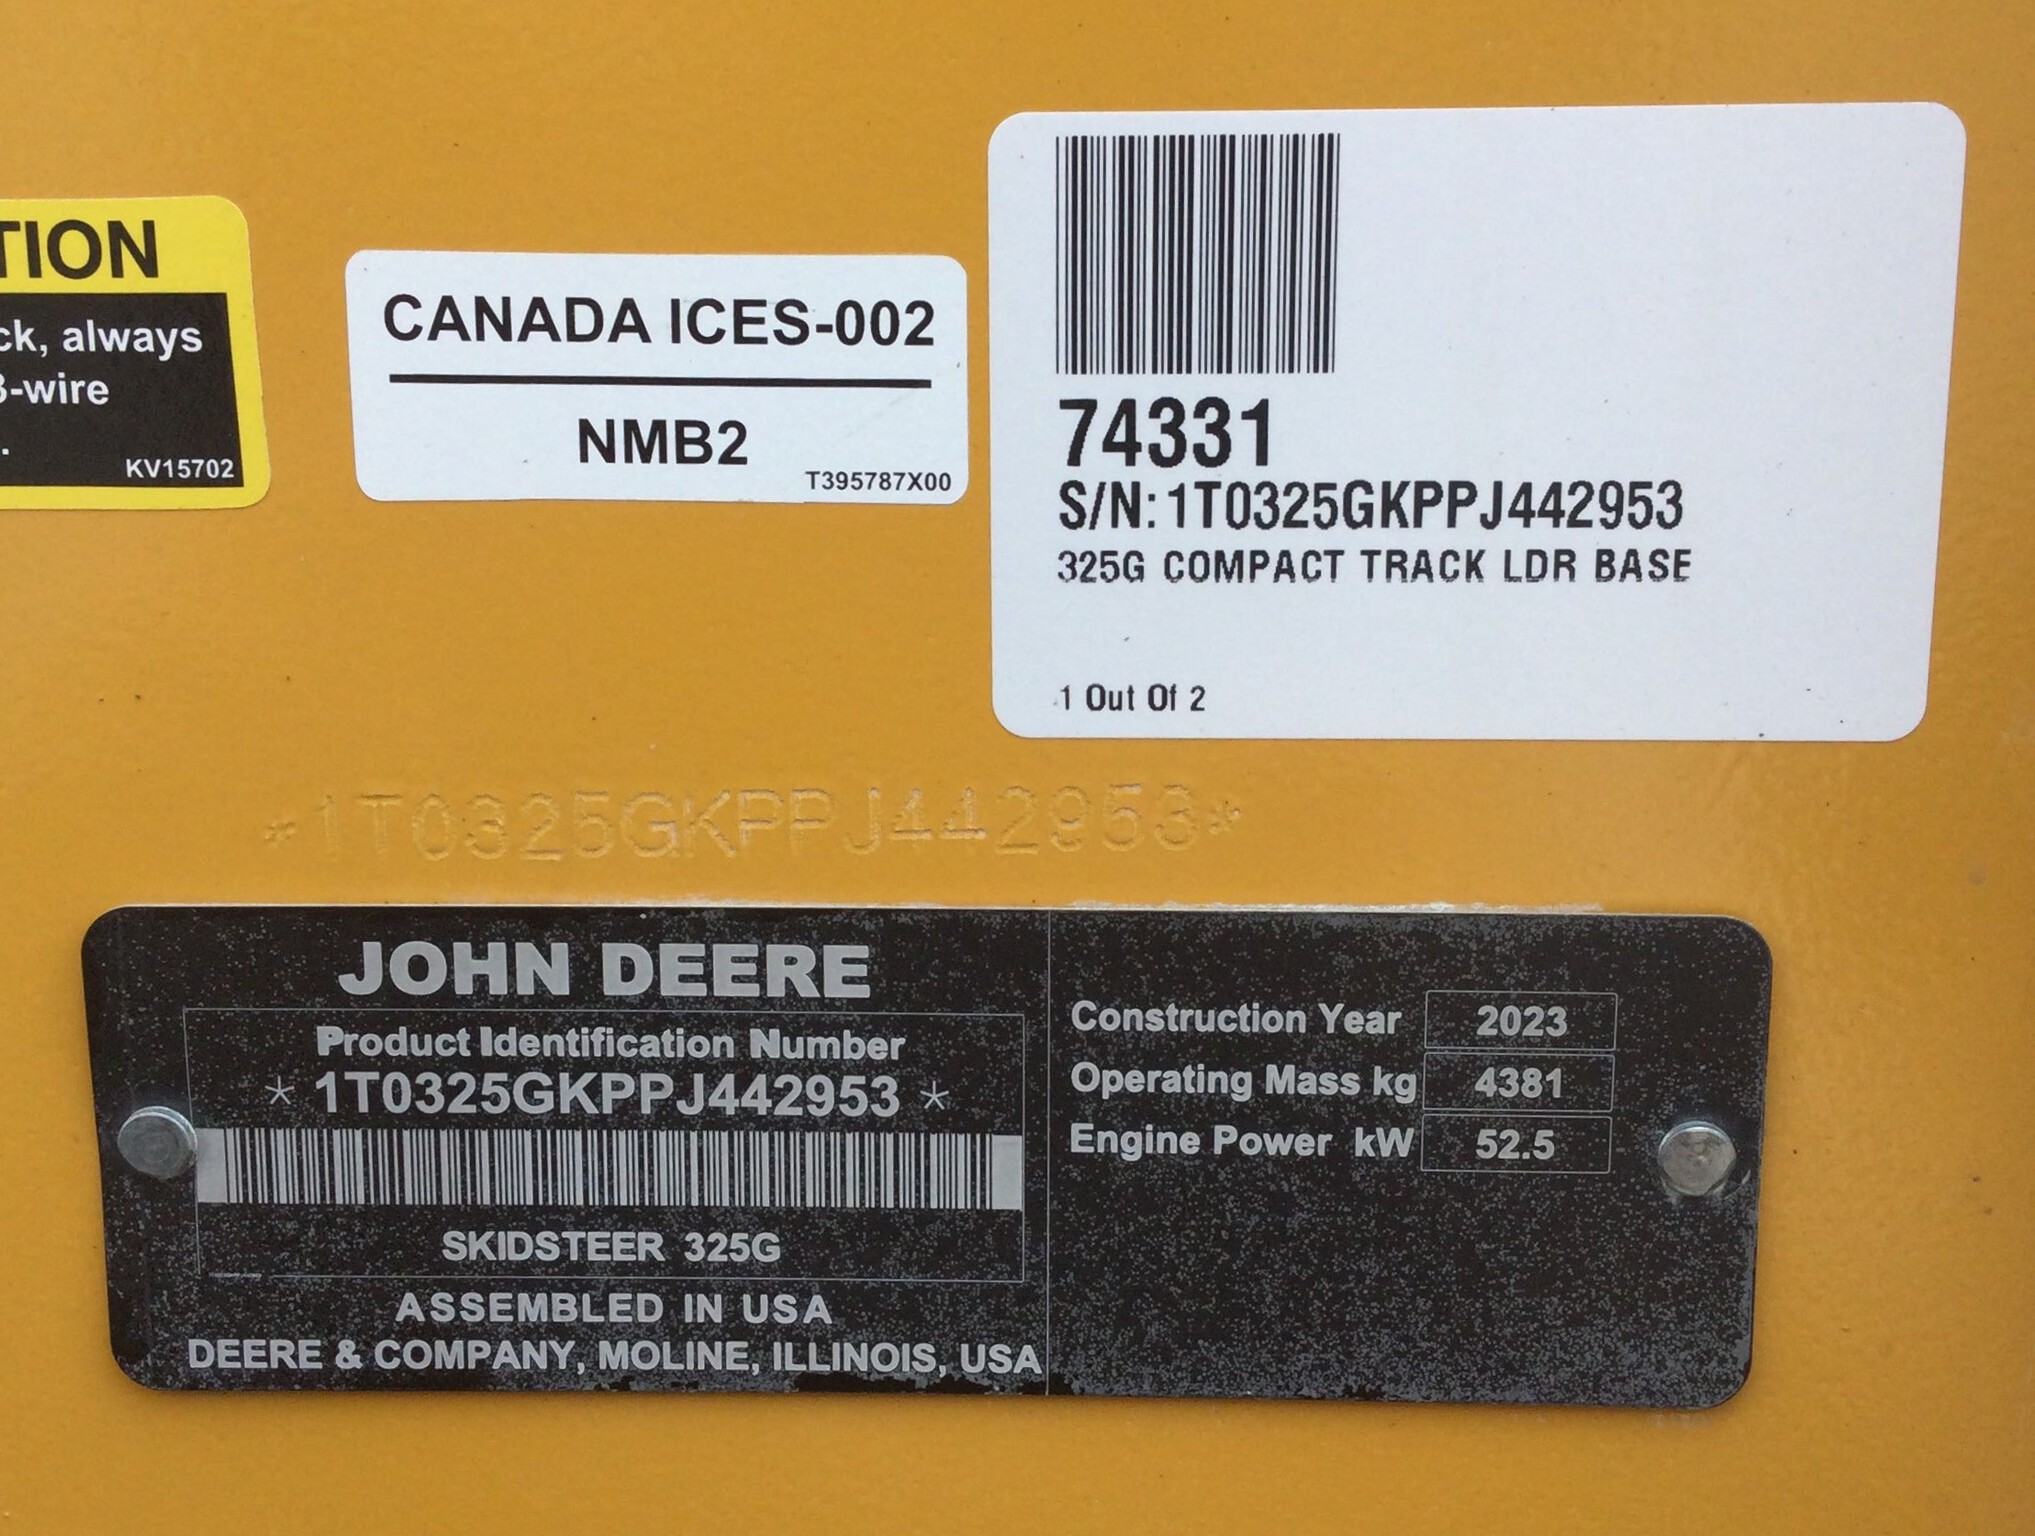 TION
ck, always
3-wire
.
KV15702
CANADA ICES-002
NMB2
T395787X00
74331
S/N:1T0325GKPPJ442953
325G COMPACT TRACK LDR BASE
1 Out Of 2
*1T0325GKPPJ442953*
JOHN DEERE
Product Identification Number
* 1T0325GKPPJ442953 *
SKIDSTEER 325G
ASSEMBLED IN USA
DEERE & COMPANY, MOLINE, ILLINOIS, USA
Construction Year 2023
Operating Mass kg 4381
Engine Power kW 52.5